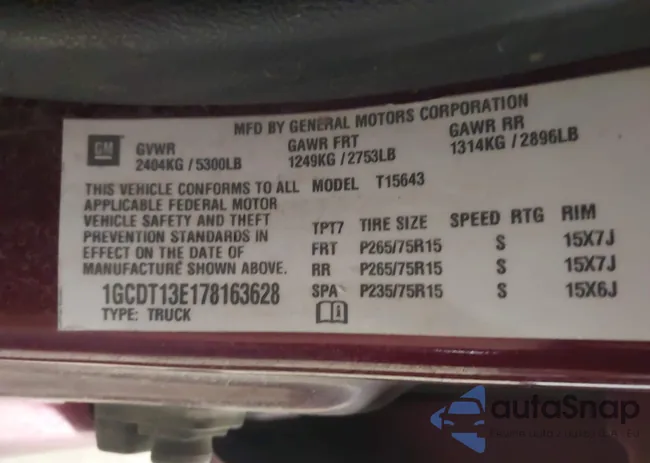 MFD BY GENERAL MOTORS CORPORATION
GM
GVWR GAWR FRT GAWR RR
2404KG / 5300LB 1249KG / 2753LB 1314KG / 2896LB
THIS VEHICLE CONFORMS TO ALL
APPLICABLE FEDERAL MOTOR
VEHICLE SAFETY AND THEFT
PREVENTION STANDARDS IN
EFFECT ON THE DATE OF
MANUFACTURE SHOWN ABOVE.
1GCDT13E178163628
TYPE: TRUCK
MODEL T15643
TPT7 TIRE SIZE SPEED RTG RIM
FRT P265/75R15 S 15X7J
RR P265/75R15 S 15X7J
SPA P235/75R15 S 15X6J
autoSnap